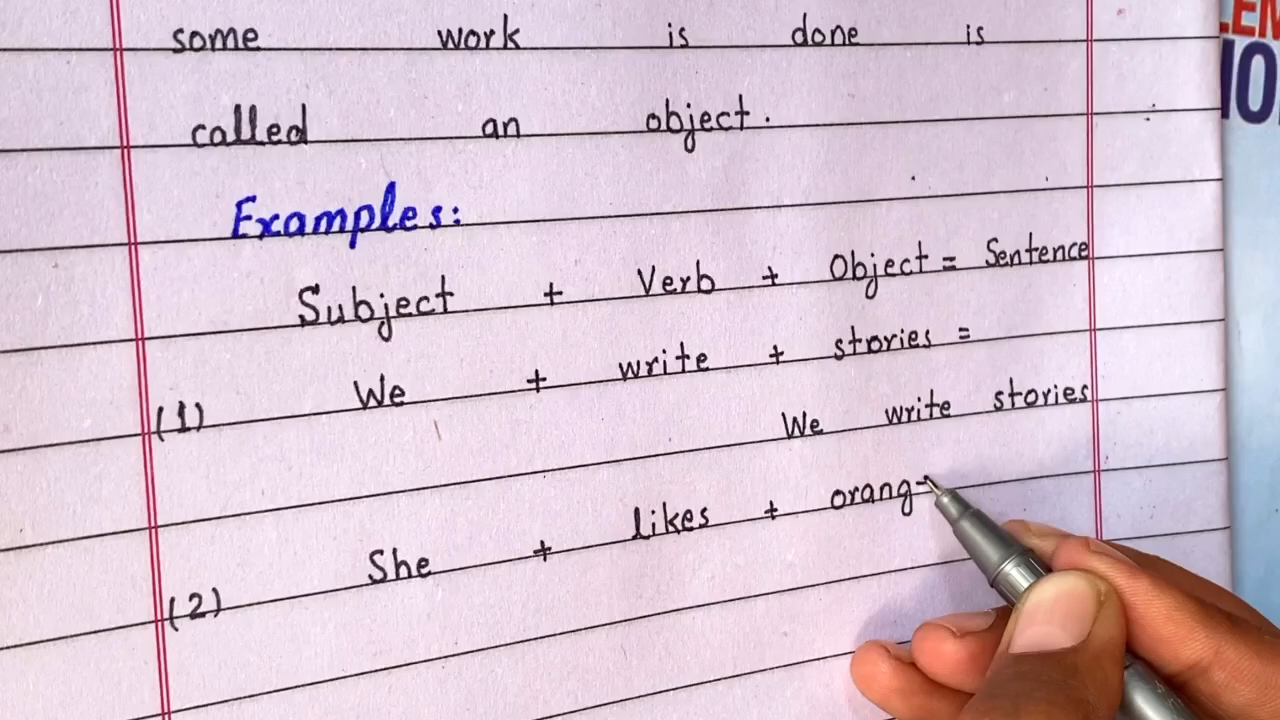 some work is done is
called an object.
Examples:
Subject + Verb + Object = Sentence
(1) We + write + stories =
We write stories
(2) She + likes + orang